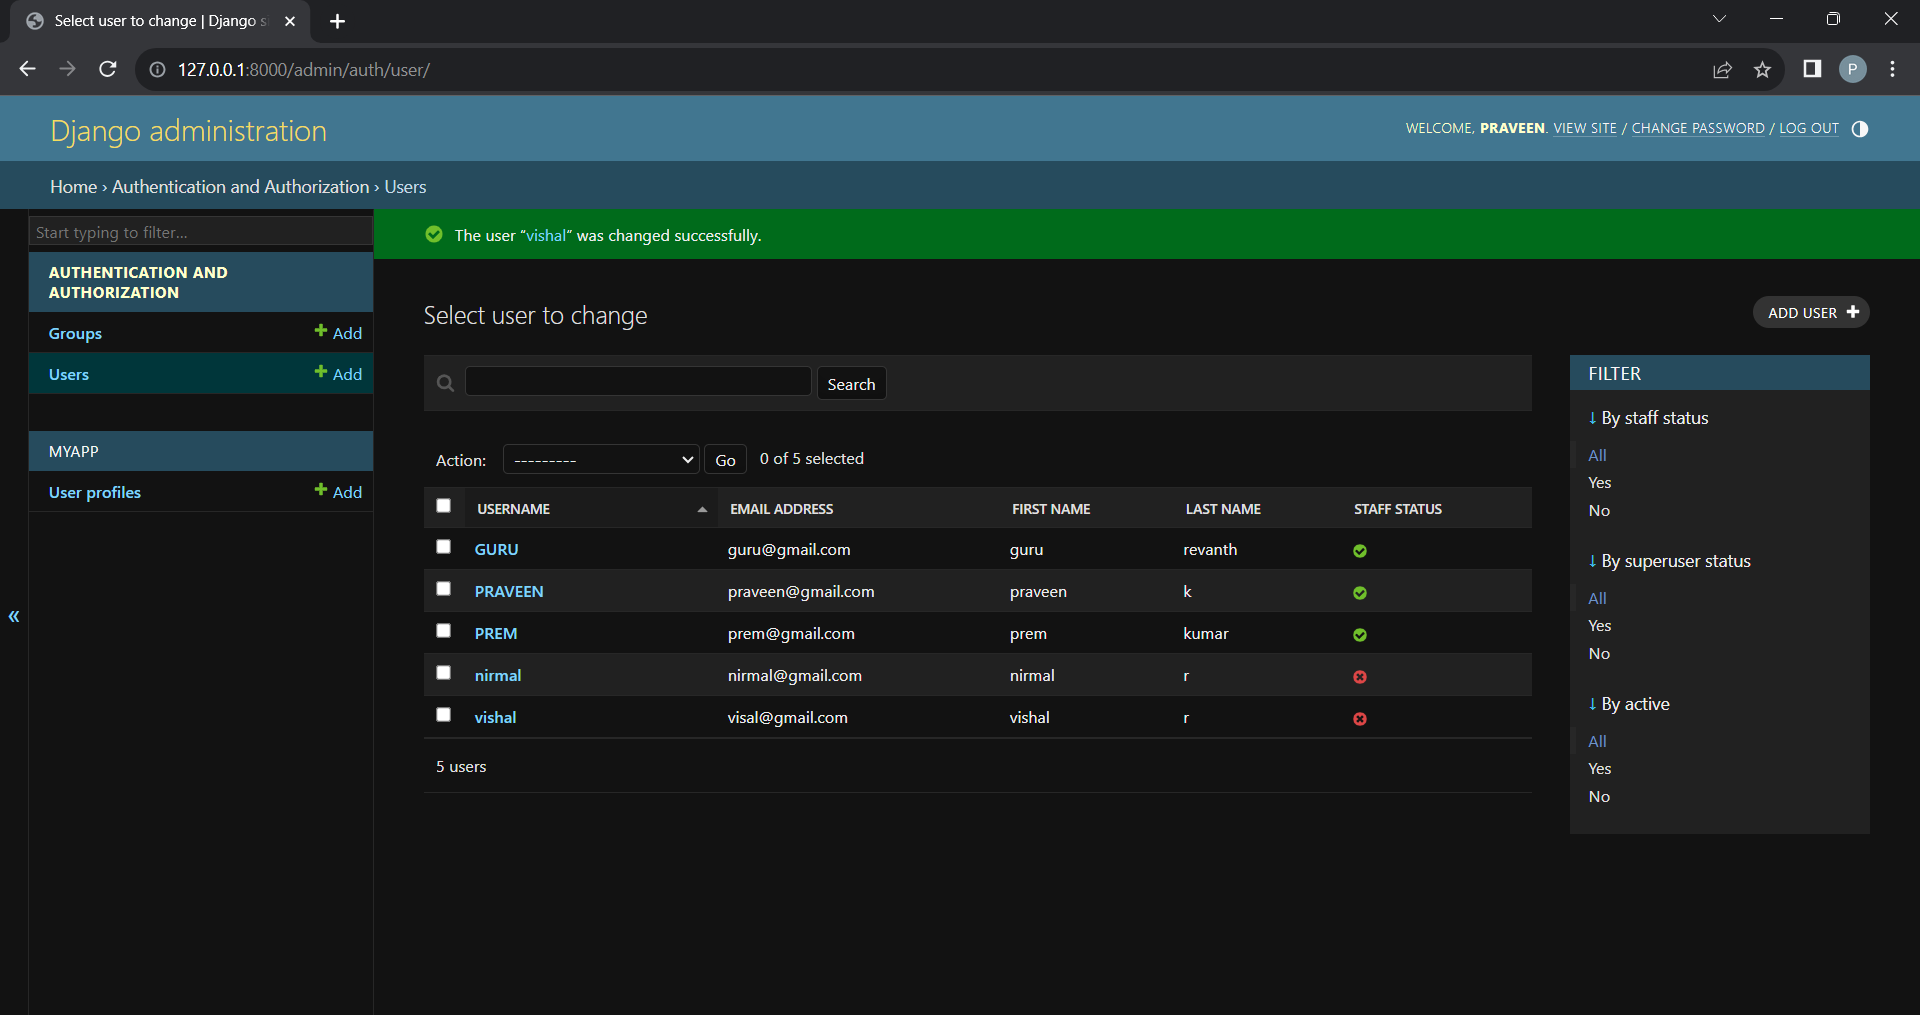 Select user to change | Django s
127.0.0.1:8000/admin/auth/user/
P
Django administration
WELCOME, PRAVEEN. VIEW SITE / CHANGE PASSWORD / LOG OUT
Home › Authentication and Authorization › Users
Start typing to filter...
AUTHENTICATION AND
AUTHORIZATION
Groups Add
Users Add
MYAPP
User profiles Add
«
The user “vishal” was changed successfully.
Select user to change
ADD USER
Search
Action: --------- Go 0 of 5 selected
USERNAME EMAIL ADDRESS FIRST NAME LAST NAME STAFF STATUS
GURU guru@gmail.com guru revanth
PRAVEEN praveen@gmail.com praveen k
PREM prem@gmail.com prem kumar
nirmal nirmal@gmail.com nirmal r
vishal visal@gmail.com vishal r
5 users
FILTER
↓ By staff status
All
Yes
No
↓ By superuser status
All
Yes
No
↓ By active
All
Yes
No